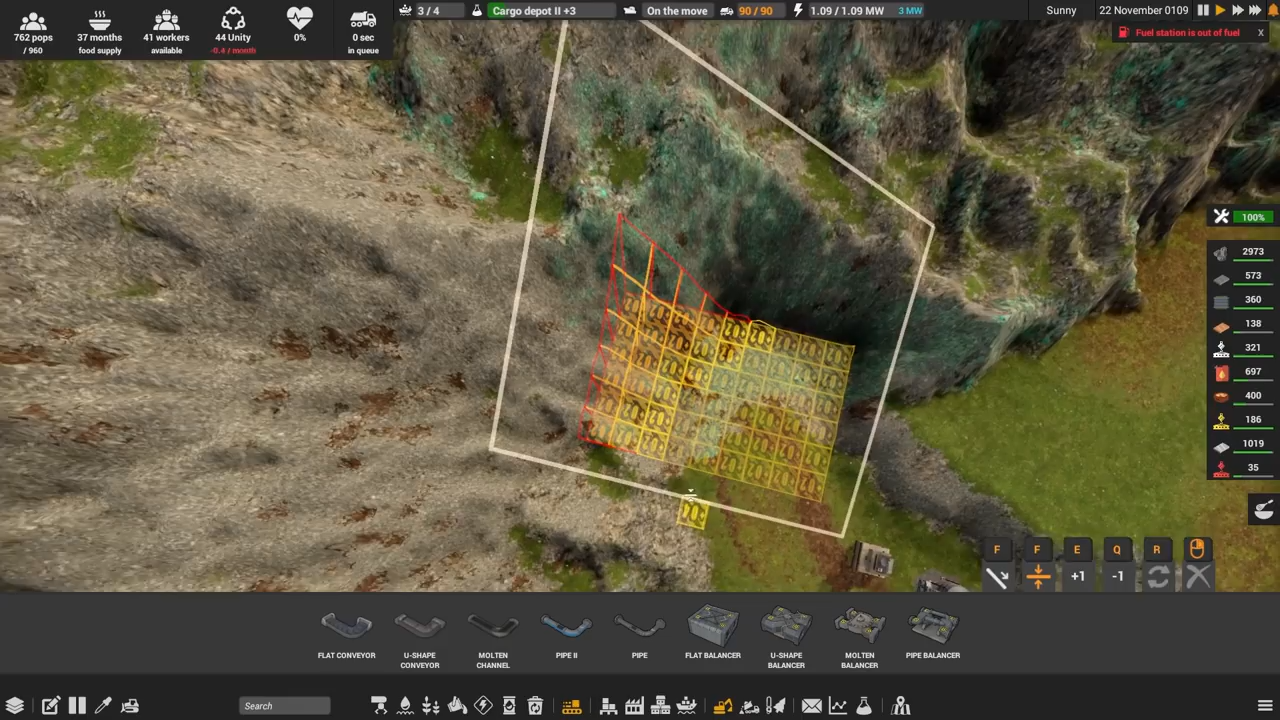 3 / 4
Cargo depot II +3
On the move
90 / 90
1.09 / 1.09 MW
3 MW
Sunny
22 November 0109
762 pops
/ 960
37 months
food supply
41 workers
available
44 Unity
-0.4 / month
0%
0 sec
in queue
Fuel station is out of fuel
X
100%
2973
573
360
138
321
697
400
186
1019
35
F
F
E
Q
R
+1
-1
FLAT CONVEYOR
U-SHAPE CONVEYOR
MOLTEN CHANNEL
PIPE II
PIPE
FLAT BALANCER
U-SHAPE BALANCER
MOLTEN BALANCER
PIPE BALANCER
Search